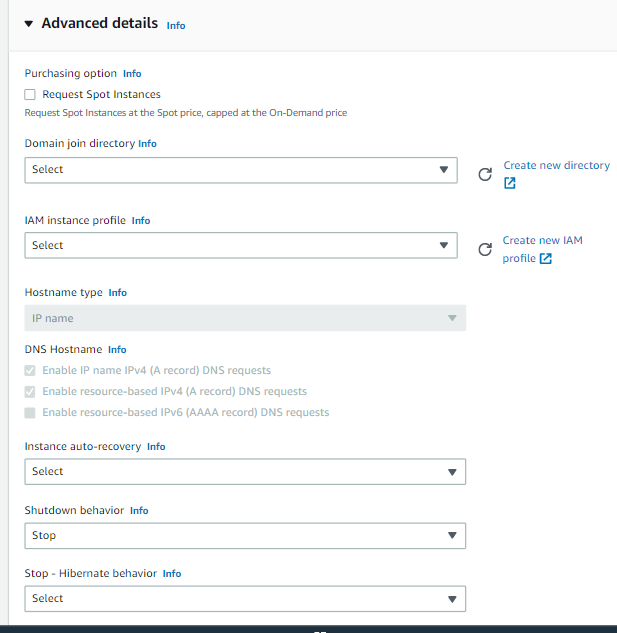 Advanced details Info
Purchasing option Info
Request Spot Instances
Request Spot Instances at the Spot price, capped at the On-Demand price
Domain join directory Info
Select
Create new directory
IAM instance profile Info
Select
Create new IAM
profile
Hostname type Info
IP name
DNS Hostname Info
Enable IP name IPv4 (A record) DNS requests
Enable resource-based IPv4 (A record) DNS requests
Enable resource-based IPv6 (AAAA record) DNS requests
Instance auto-recovery Info
Select
Shutdown behavior Info
Stop
Stop - Hibernate behavior Info
Select